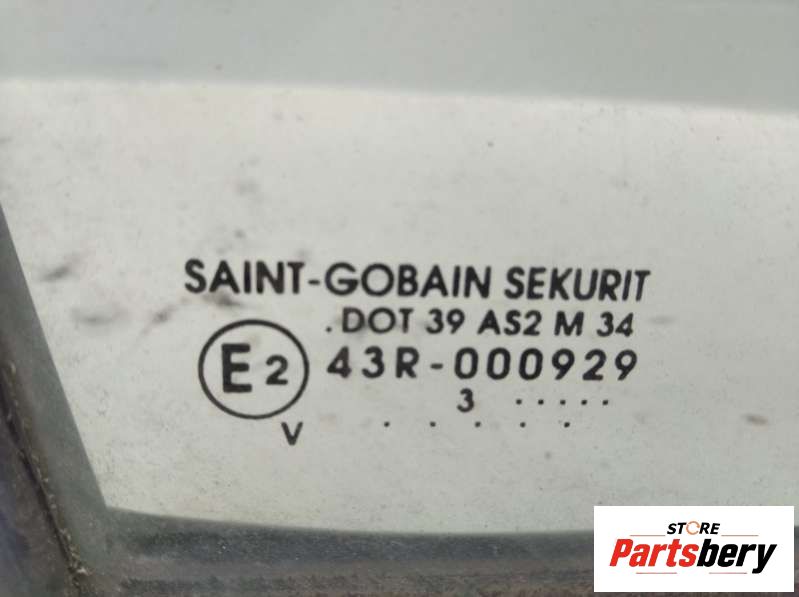 SAINT-GOBAIN SEKURIT
.DOT 39 AS2 M 34
E2 43R-000929
3 .....
V . . . . .
STORE
Partsbery